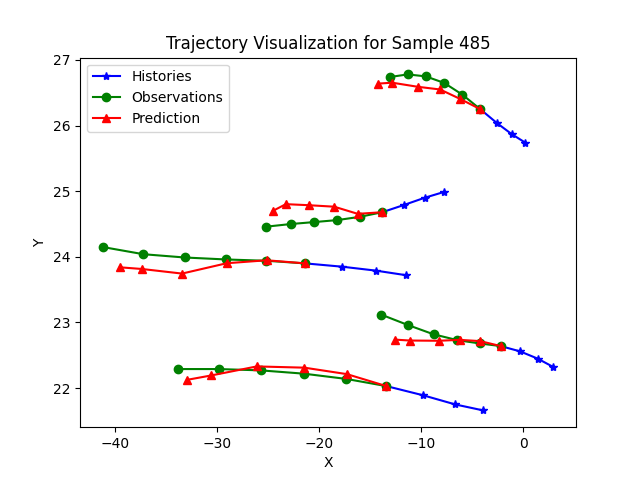 Trajectory Visualization for Sample 485
Histories
Observations
Prediction
27
26
25
24
23
22
Y
−40
−30
−20
−10
0
X